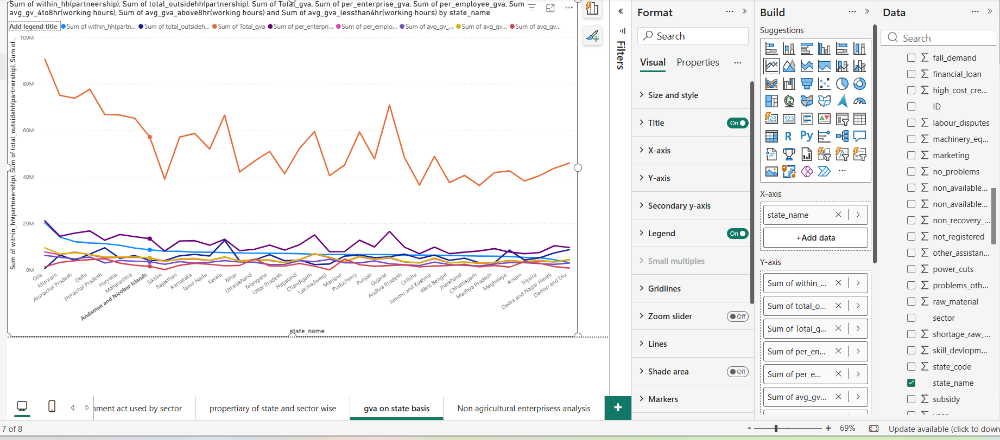 Sum of within_hh(partneership), Sum of total_outsidehh(partnership), Sum of Total_gva, Sum of per_enterprise_gva, Sum of per_employee_gva, Sum
avg_gv_4to8hr(working hours), Sum of avg_gva_above8hr(working hours) and Sum of avg_gva_lessthan4hr(working hours) by state_name
Add legend title
Sum of within_hh(partn...
Sum of total_outsideh...
Sum of Total_gva
Sum of per_enterpri...
Sum of per_emplo...
Sum of avg_gv_...
Sum of avg_gv...
Sum of avg_gv...
Sum of within_hh(partneership), Sum of total_outsidehh(partnership), Sum of...
100M
80M
60M
40M
20M
0M
Goa
Mizoram
Arunachal Pradesh
Delhi
Himachal Pradesh
Haryana
Maharashtra
Andaman and Nicobar Islands
Sikkim
Rajasthan
Karnataka
Tamil Nadu
Kerala
Bihar
Uttarakhand
Telangana
Uttar Pradesh
Nagaland
Chandigarh
Lakshadweep
Manipur
Puducherry
Punjab
Gujarat
Andhra Pradesh
Odisha
Jammu and Kashmir
West Bengal
Jharkhand
Chhattisgarh
Madhya Pradesh
Meghalaya
Assam
Tripura
Dadra and Nagar Haveli
Daman and Diu
state_name
Filters
Format
Search
Visual
Properties
Size and style
Title
On
X-axis
Y-axis
Secondary y-axis
Legend
On
Small multiples
Gridlines
Zoom slider
Off
Lines
Shade area
Off
Markers
Build
Suggestions
123
123
R
Py
X-axis
state_name
+Add data
Y-axis
Sum of within_...
Sum of total_o...
Sum of Total_g...
Sum of per_en...
Sum of per_e...
Sum of avg_gv...
Data
Search
fall_demand
financial_loan
high_cost_cre...
ID
labour_disputes
machinery_eq...
marketing
no_problems
non_available...
non_available...
non_recovery_...
not_registered
other_assistan...
power_cuts
problems_oth...
raw_material
sector
shortage_raw_...
skill_devlopm...
state_code
state_name
subsidy
nment act used by sector
propertiary of state and sector wise
gva on state basis
Non agricultural enterprisess analysis
7 of 8
69%
Update available (click to down